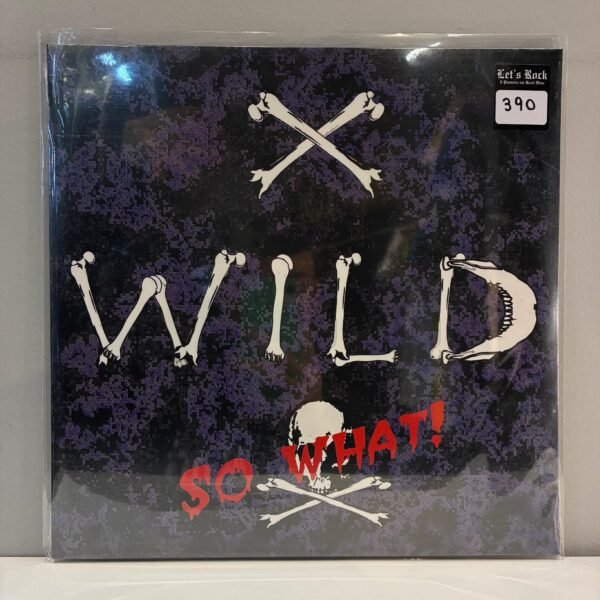 Let's Rock
390
X
WILD
SO WHAT!